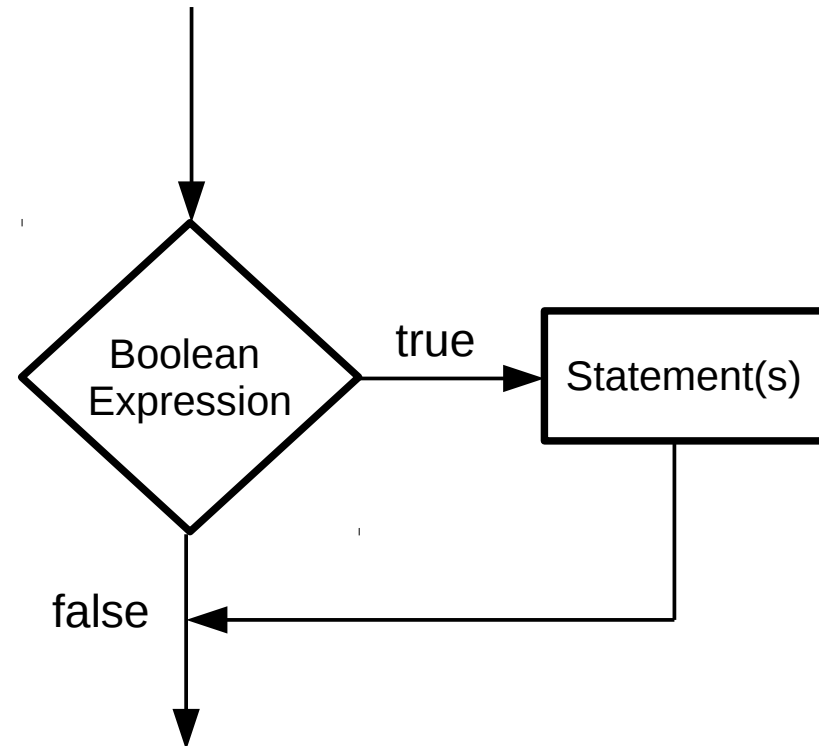 Boolean
Expression
true
Statement(s)
false